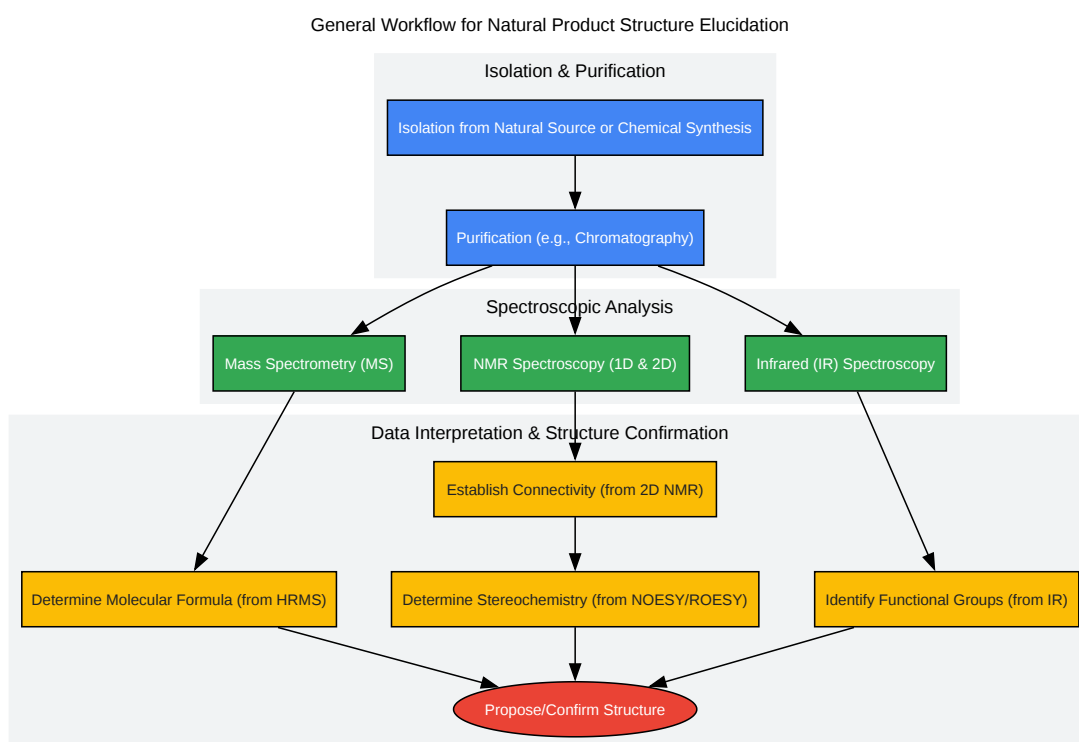 General Workflow for Natural Product Structure Elucidation
Isolation & Purification
Isolation from Natural Source or Chemical Synthesis
Purification (e.g., Chromatography)
Spectroscopic Analysis
Mass Spectrometry (MS)
NMR Spectroscopy (1D & 2D)
Infrared (IR) Spectroscopy
Data Interpretation & Structure Confirmation
Establish Connectivity (from 2D NMR)
Determine Molecular Formula (from HRMS)
Determine Stereochemistry (from NOESY/ROESY)
Identify Functional Groups (from IR)
Propose/Confirm Structure